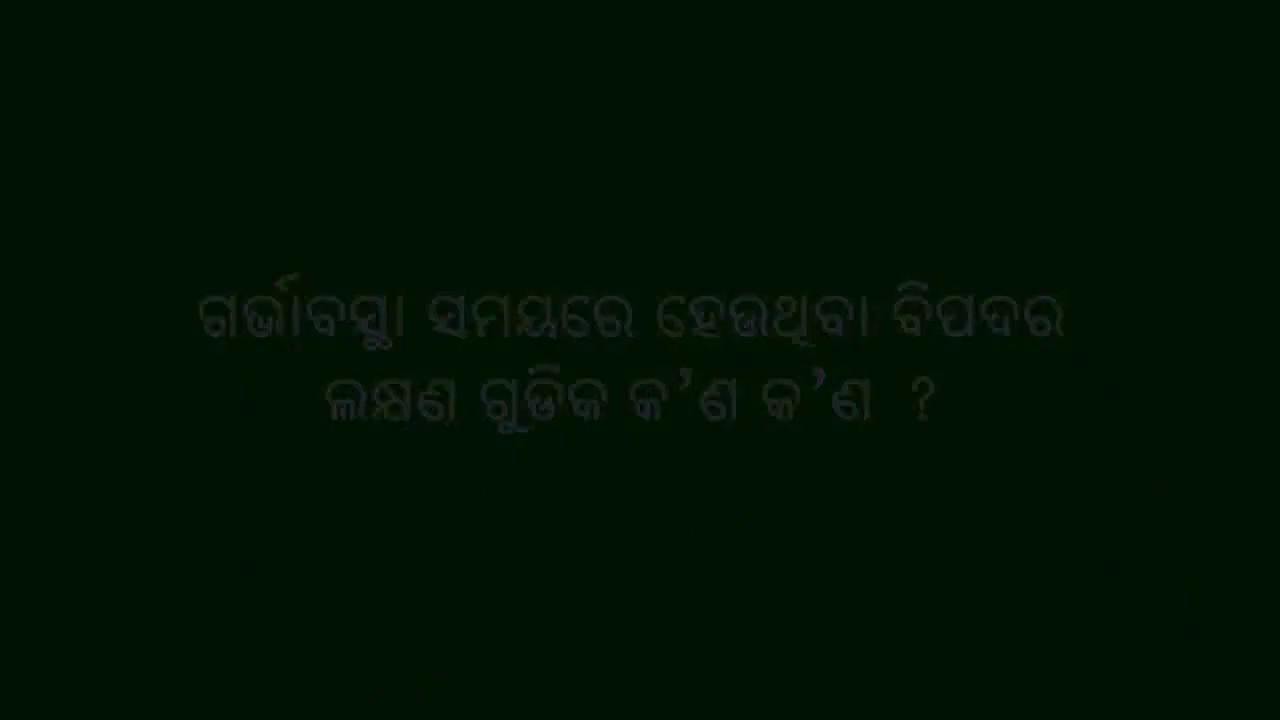 ଗର୍ଭାବସ୍ଥା ସମୟରେ ହେଉଥିବା ବିପଦର
ଲକ୍ଷଣ ଗୁଡିକ କ’ଣ କ’ଣ ?